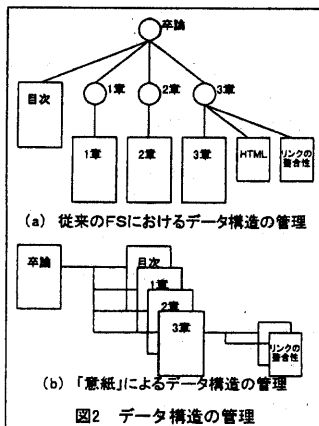 卒論
目次
1章
2章
3章
1章
2章
3章
HTML
リンクの
整合性
(a) 従来のFSにおけるデータ構造の管理
卒論
目次
1章
2章
3章
リンクの
整合性
(b) 「意紙」によるデータ構造の管理
図2 データ構造の管理